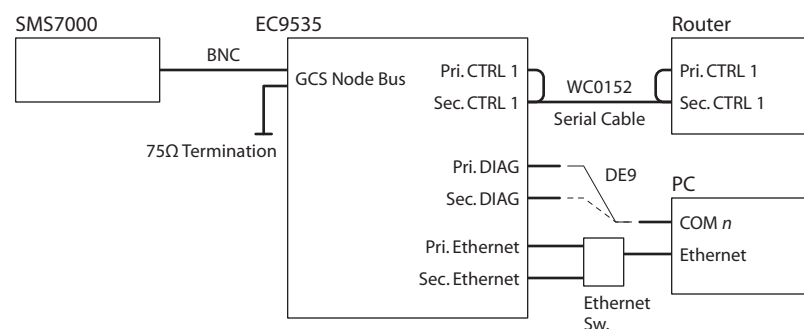 SMS7000
EC9535
Router
BNC
GCS Node Bus
75Ω Termination
Pri. CTRL 1
Sec. CTRL 1
WC0152
Serial Cable
Pri. CTRL 1
Sec. CTRL 1
Pri. DIAG
Sec. DIAG
DE9
PC
COM n
Ethernet
Pri. Ethernet
Sec. Ethernet
Ethernet
Sw.